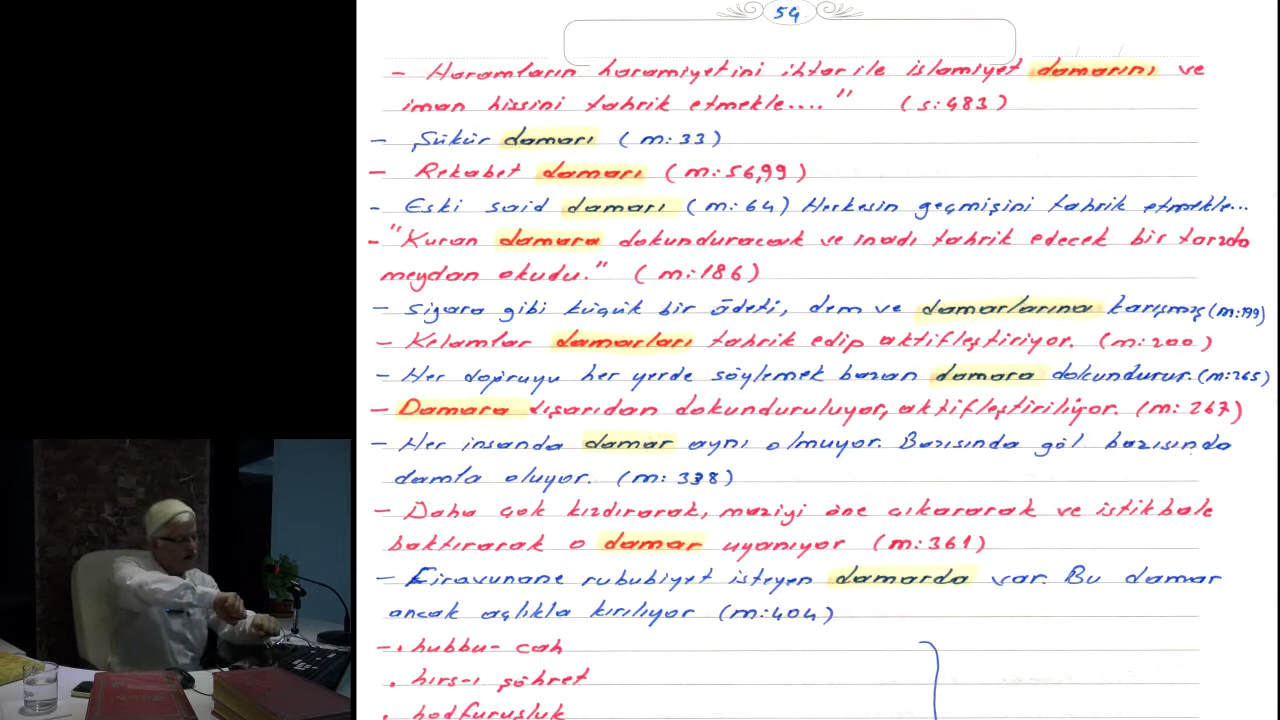 54
- Haramların haramiyetini ihtar ile islamiyet damarını ve
iman hissini tahrik etmekle...." (s:483)
- Şükür damarı (m:33)
- Rekabet damarı (m:56,99)
- Eski said damarı (m:64) Herkesin geçmişini tahrik etmekle...
- "Kuran damara dokunduracak ve inadı tahrik edecek bir tarzda
meydan okudu." (m:186)
- Sigara gibi küçük bir âdeti, dem ve damarlarına karışmış (m:199)
- Kelamlar damarları tahrik edip aktifleştiriyor. (m:200)
- Her doğruyu her yerde söylemek bazan damara dokundurur. (m:265)
- Damara dışarıdan dokunduruluyor, aktifleştiriliyor. (m:267)
- Her insanda damar aynı olmuyor. Bazısında göl bazısında
damla oluyor. (m:338)
- Daha çok kızdırarak, maziyi öne çıkararak ve istikbale
baktırarak o damar uyanıyor (m:361)
- Firavunane rububiyet isteyen damarda var. Bu damar
ancak açlıkla kırılıyor (m:404)
- . hubbu-cah
. hırs-ı şöhret
. hodfuruşluk